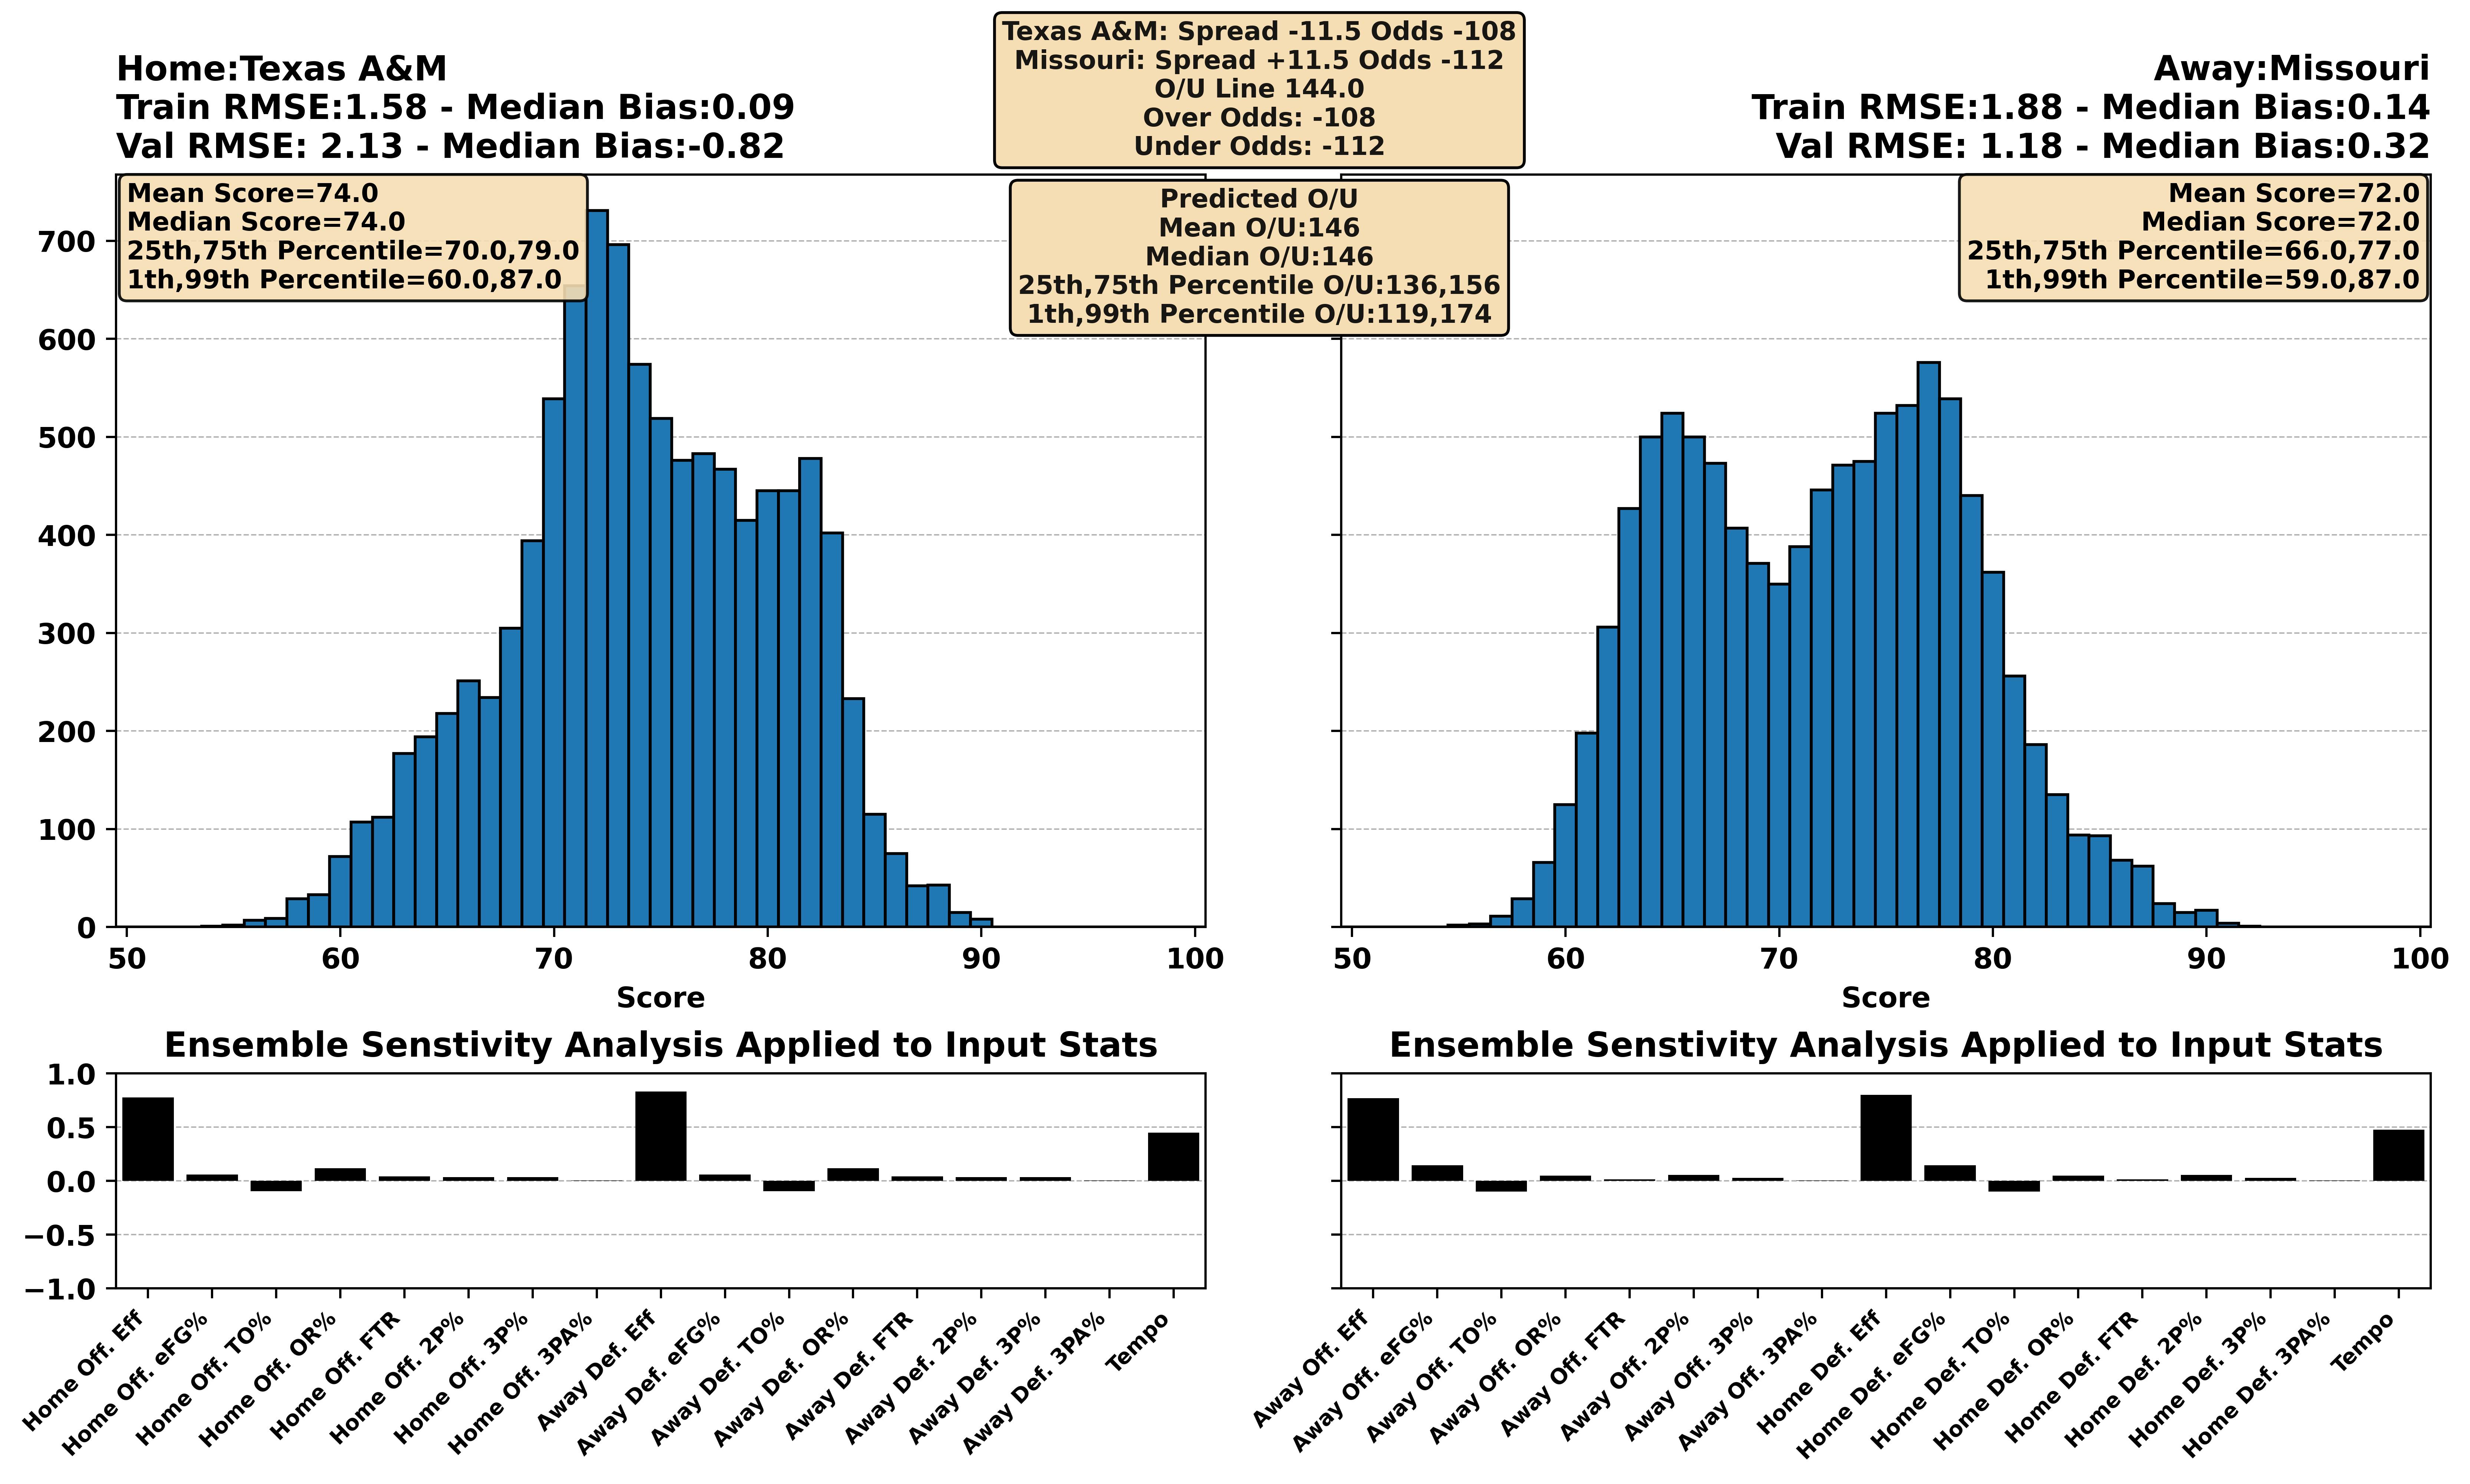 Texas A&M: Spread -11.5 Odds -108
Missouri: Spread +11.5 Odds -112
O/U Line 144.0
Over Odds: -108
Under Odds: -112
Home:Texas A&M
Train RMSE:1.58 - Median Bias:0.09
Val RMSE: 2.13 - Median Bias:-0.82
Away:Missouri
Train RMSE:1.88 - Median Bias:0.14
Val RMSE: 1.18 - Median Bias:0.32
Mean Score=74.0
Median Score=74.0
25th,75th Percentile=70.0,79.0
1th,99th Percentile=60.0,87.0
Predicted O/U
Mean O/U:146
Median O/U:146
25th,75th Percentile O/U:136,156
1th,99th Percentile O/U:119,174
Mean Score=72.0
Median Score=72.0
25th,75th Percentile=66.0,77.0
1th,99th Percentile=59.0,87.0
700
600
500
400
300
200
100
0
50 60 70 80 90 100
Score
50 60 70 80 90 100
Score
Ensemble Senstivity Analysis Applied to Input Stats
Ensemble Senstivity Analysis Applied to Input Stats
1.0
0.5
0.0
−0.5
−1.0
Home Off. Eff
Home Off. eFG%
Home Off. TO%
Home Off. OR%
Home Off. FTR
Home Off. 2P%
Home Off. 3P%
Home Off. 3PA%
Away Def. Eff
Away Def. eFG%
Away Def. TO%
Away Def. OR%
Away Def. FTR
Away Def. 2P%
Away Def. 3P%
Away Def. 3PA%
Tempo
Away Off. Eff
Away Off. eFG%
Away Off. TO%
Away Off. OR%
Away Off. FTR
Away Off. 2P%
Away Off. 3P%
Away Off. 3PA%
Home Def. Eff
Home Def. eFG%
Home Def. TO%
Home Def. OR%
Home Def. FTR
Home Def. 2P%
Home Def. 3P%
Home Def. 3PA%
Tempo